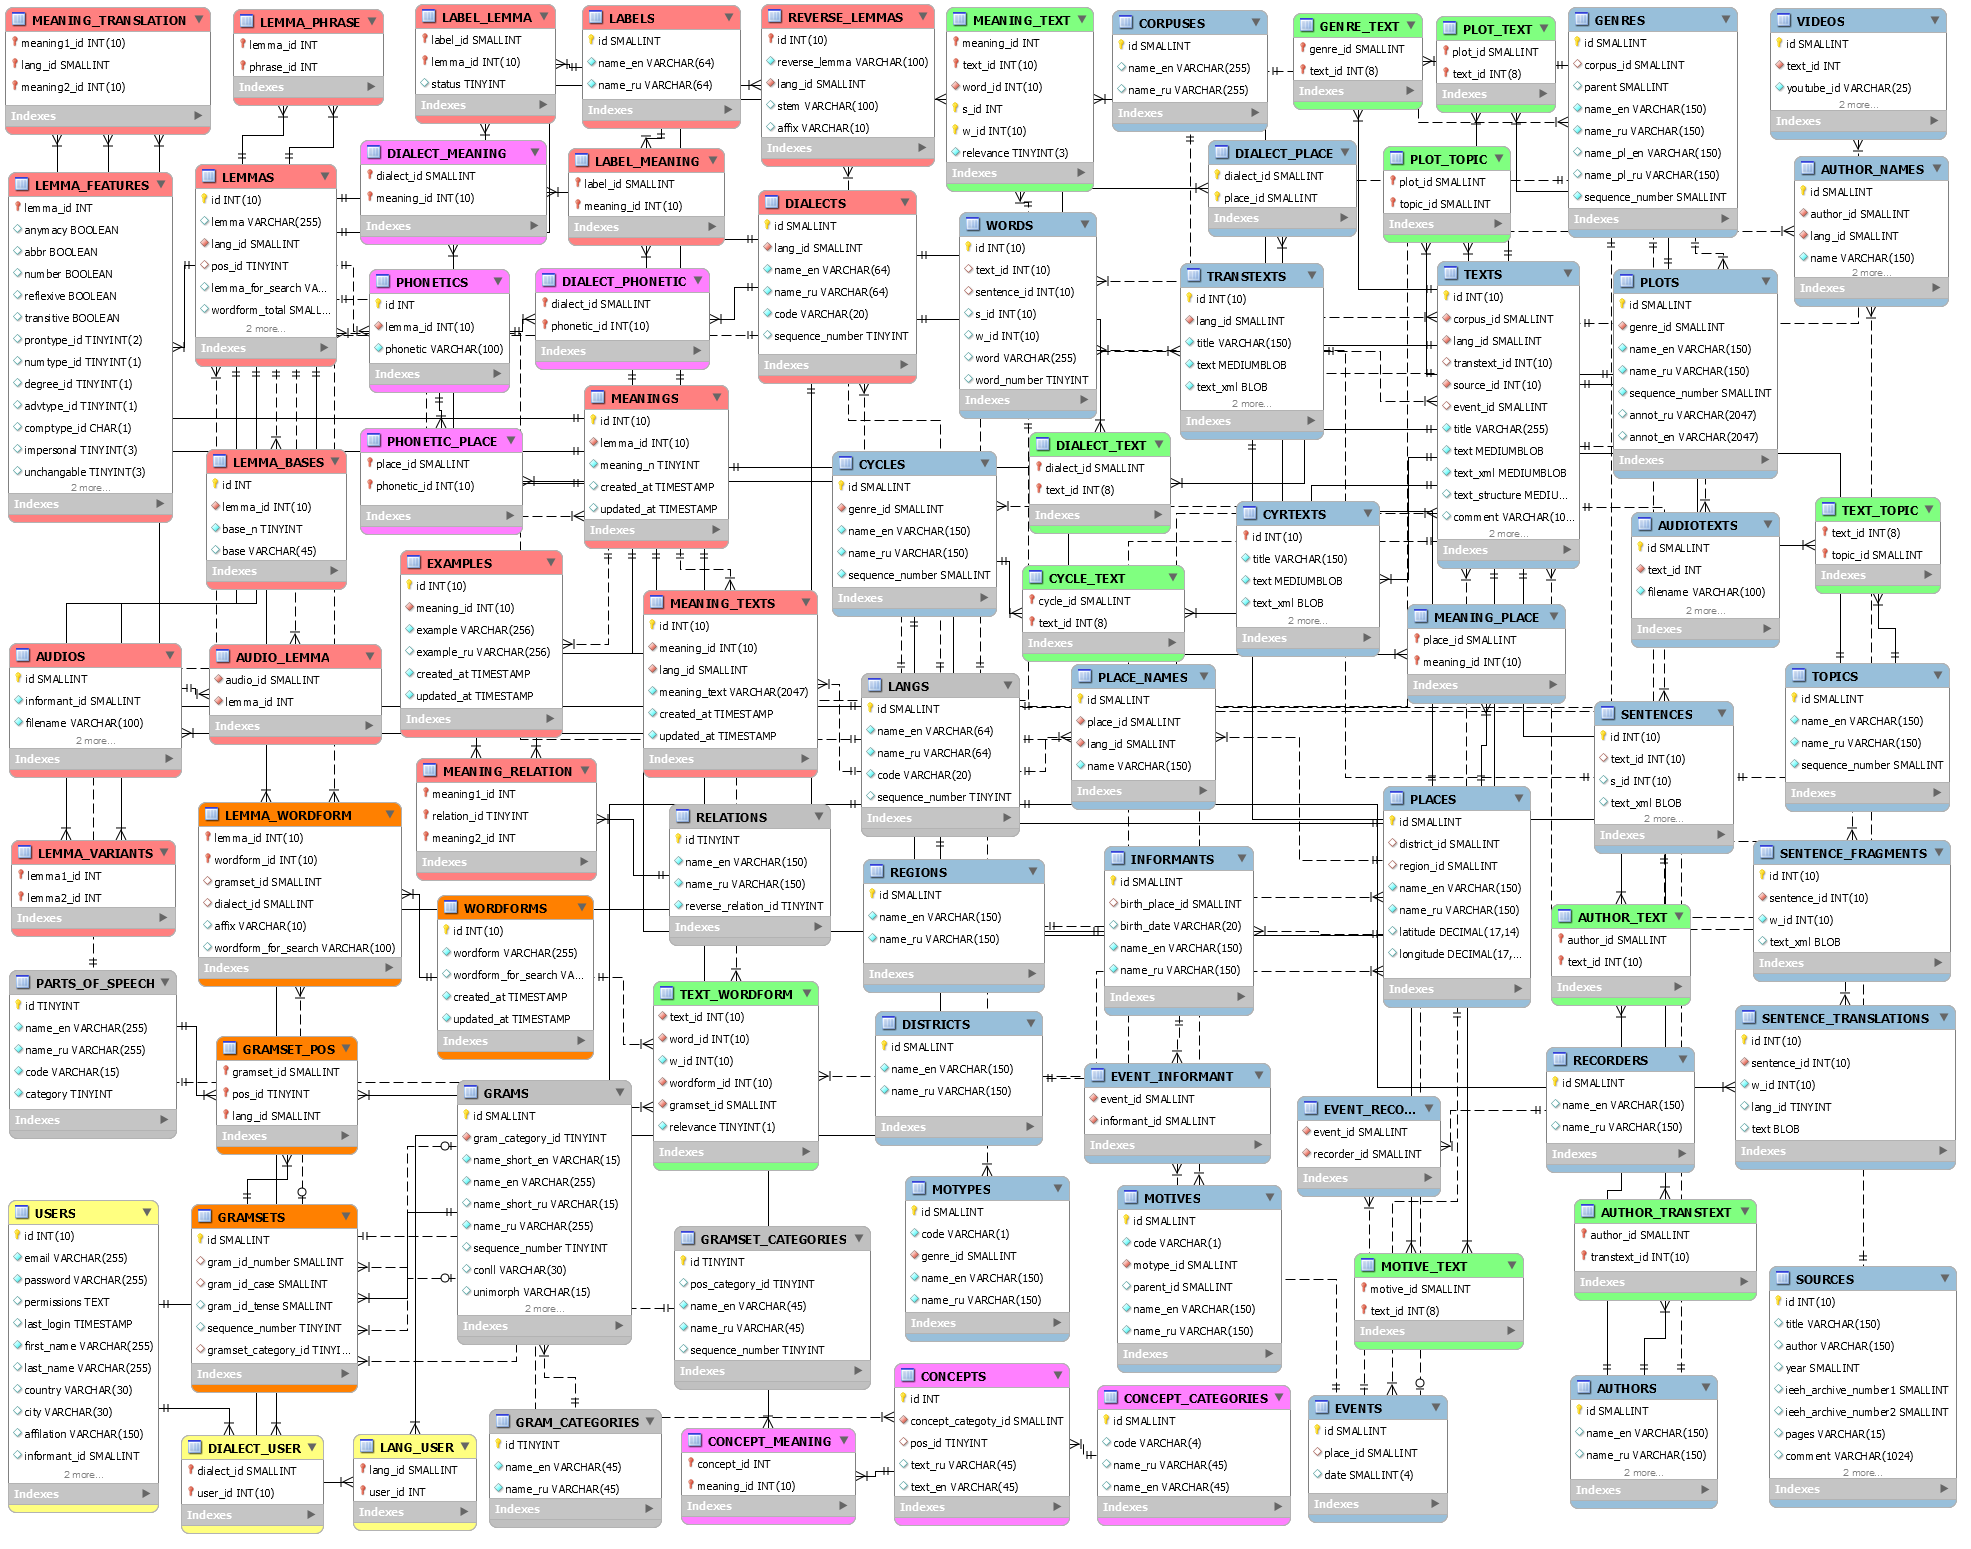 MEANING_TRANSLATION
meaning1_id INT(10)
lang_id SMALLINT
meaning2_id INT(10)
Indexes
LEMMA_PHRASE
lemma_id INT
phrase_id INT
Indexes
LABEL_LEMMA
label_id SMALLINT
lemma_id INT(10)
status TINYINT
Indexes
LABELS
id SMALLINT
name_en VARCHAR(64)
name_ru VARCHAR(64)
Indexes
REVERSE_LEMMAS
id INT(10)
reverse_lemma VARCHAR(100)
lang_id SMALLINT
stem VARCHAR(100)
affix VARCHAR(10)
Indexes
MEANING_TEXT
meaning_id INT
text_id INT(10)
word_id INT(10)
s_id INT
w_id INT(10)
relevance TINYINT(3)
Indexes
CORPUSES
id SMALLINT
name_en VARCHAR(255)
name_ru VARCHAR(255)
Indexes
GENRE_TEXT
genre_id SMALLINT
text_id INT(8)
Indexes
PLOT_TEXT
plot_id SMALLINT
text_id INT(8)
Indexes
GENRES
id SMALLINT
corpus_id SMALLINT
parent SMALLINT
name_en VARCHAR(150)
name_ru VARCHAR(150)
name_pl_en VARCHAR(150)
name_pl_ru VARCHAR(150)
sequence_number SMALLINT
Indexes
VIDEOS
id SMALLINT
text_id INT
youtube_id VARCHAR(25)
2 more...
Indexes
LEMMA_FEATURES
lemma_id INT
anymacy BOOLEAN
abbr BOOLEAN
number BOOLEAN
reflexive BOOLEAN
transitive BOOLEAN
prontype_id TINYINT(2)
numtype_id TINYINT(1)
degree_id TINYINT(1)
advtype_id TINYINT(1)
comptype_id CHAR(1)
impersonal TINYINT(3)
unchangable TINYINT(3)
2 more...
Indexes
LEMMAS
id INT(10)
lemma VARCHAR(255)
lang_id SMALLINT
pos_id TINYINT
lemma_for_search VA...
wordform_total SMALL...
2 more...
Indexes
DIALECT_MEANING
dialect_id SMALLINT
meaning_id INT(10)
Indexes
LABEL_MEANING
label_id SMALLINT
meaning_id INT(10)
Indexes
DIALECTS
id SMALLINT
lang_id SMALLINT
name_en VARCHAR(64)
name_ru VARCHAR(64)
code VARCHAR(20)
sequence_number TINYINT
Indexes
WORDS
id INT(10)
text_id INT(10)
sentence_id INT(10)
s_id INT(10)
w_id INT(10)
word VARCHAR(255)
word_number TINYINT
Indexes
DIALECT_PLACE
dialect_id SMALLINT
place_id SMALLINT
Indexes
PLOT_TOPIC
plot_id SMALLINT
topic_id SMALLINT
Indexes
AUTHOR_NAMES
id SMALLINT
author_id SMALLINT
lang_id SMALLINT
name VARCHAR(150)
2 more...
Indexes
PHONETICS
id INT
lemma_id INT(10)
phonetic VARCHAR(100)
Indexes
DIALECT_PHONETIC
dialect_id SMALLINT
phonetic_id INT(10)
Indexes
TRANSTEXTS
id INT(10)
lang_id SMALLINT
title VARCHAR(150)
text MEDIUMBLOB
text_xml BLOB
2 more...
Indexes
TEXTS
id INT(10)
corpus_id SMALLINT
lang_id SMALLINT
transtext_id INT(10)
source_id INT(10)
event_id SMALLINT
title VARCHAR(255)
text MEDIUMBLOB
text_xml MEDIUMBLOB
text_structure MEDIU...
comment VARCHAR(10...
2 more...
Indexes
PLOTS
id SMALLINT
genre_id SMALLINT
name_en VARCHAR(150)
name_ru VARCHAR(150)
sequence_number SMALLINT
annot_ru VARCHAR(2047)
annot_en VARCHAR(2047)
Indexes
LEMMA_BASES
id INT
lemma_id INT(10)
base_n TINYINT
base VARCHAR(45)
Indexes
PHONETIC_PLACE
place_id SMALLINT
phonetic_id INT(10)
Indexes
MEANINGS
id INT(10)
lemma_id INT(10)
meaning_n TINYINT
created_at TIMESTAMP
updated_at TIMESTAMP
Indexes
CYCLES
id SMALLINT
genre_id SMALLINT
name_en VARCHAR(150)
name_ru VARCHAR(150)
sequence_number SMALLINT
Indexes
DIALECT_TEXT
dialect_id SMALLINT
text_id INT(8)
Indexes
CYRTEXTS
id INT(10)
title VARCHAR(150)
text MEDIUMBLOB
text_xml BLOB
2 more...
Indexes
AUDIOTEXTS
id SMALLINT
text_id INT
filename VARCHAR(100)
2 more...
Indexes
TEXT_TOPIC
text_id INT(8)
topic_id SMALLINT
Indexes
EXAMPLES
id INT(10)
meaning_id INT(10)
example VARCHAR(256)
example_ru VARCHAR(256)
created_at TIMESTAMP
updated_at TIMESTAMP
Indexes
MEANING_TEXTS
id INT(10)
meaning_id INT(10)
lang_id SMALLINT
meaning_text VARCHAR(2047)
created_at TIMESTAMP
updated_at TIMESTAMP
Indexes
CYCLE_TEXT
cycle_id SMALLINT
text_id INT(8)
Indexes
MEANING_PLACE
place_id SMALLINT
meaning_id INT(10)
Indexes
AUDIOS
id SMALLINT
informant_id SMALLINT
filename VARCHAR(100)
2 more...
Indexes
AUDIO_LEMMA
audio_id SMALLINT
lemma_id INT
Indexes
LANGS
id SMALLINT
name_en VARCHAR(64)
name_ru VARCHAR(64)
code VARCHAR(20)
sequence_number TINYINT
Indexes
PLACE_NAMES
id SMALLINT
place_id SMALLINT
lang_id SMALLINT
name VARCHAR(150)
Indexes
SENTENCES
id INT(10)
text_id INT(10)
s_id INT(10)
text_xml BLOB
2 more...
Indexes
TOPICS
id SMALLINT
name_en VARCHAR(150)
name_ru VARCHAR(150)
sequence_number SMALLINT
Indexes
LEMMA_VARIANTS
lemma1_id INT
lemma2_id INT
Indexes
LEMMA_WORDFORM
lemma_id INT(10)
wordform_id INT(10)
gramset_id SMALLINT
dialect_id SMALLINT
affix VARCHAR(10)
wordform_for_search VARCHAR(100)
Indexes
MEANING_RELATION
meaning1_id INT
relation_id TINYINT
meaning2_id INT
Indexes
RELATIONS
id TINYINT
name_en VARCHAR(150)
name_ru VARCHAR(150)
reverse_relation_id TINYINT
Indexes
REGIONS
id SMALLINT
name_en VARCHAR(150)
name_ru VARCHAR(150)
Indexes
INFORMANTS
id SMALLINT
birth_place_id SMALLINT
birth_date VARCHAR(20)
name_en VARCHAR(150)
name_ru VARCHAR(150)
Indexes
PLACES
id SMALLINT
district_id SMALLINT
region_id SMALLINT
name_en VARCHAR(150)
name_ru VARCHAR(150)
latitude DECIMAL(17,14)
longitude DECIMAL(17,...
Indexes
SENTENCE_FRAGMENTS
id INT(10)
sentence_id INT(10)
w_id INT(10)
text_xml BLOB
Indexes
AUTHOR_TEXT
author_id SMALLINT
text_id INT(10)
Indexes
WORDFORMS
id INT(10)
wordform VARCHAR(255)
wordform_for_search VA...
created_at TIMESTAMP
updated_at TIMESTAMP
Indexes
PARTS_OF_SPEECH
id TINYINT
name_en VARCHAR(255)
name_ru VARCHAR(255)
code VARCHAR(15)
category TINYINT
Indexes
GRAMSET_POS
gramset_id SMALLINT
pos_id TINYINT
lang_id SMALLINT
Indexes
TEXT_WORDFORM
text_id INT(10)
word_id INT(10)
w_id INT(10)
wordform_id INT(10)
gramset_id SMALLINT
relevance TINYINT(1)
Indexes
DISTRICTS
id SMALLINT
name_en VARCHAR(150)
name_ru VARCHAR(150)
Indexes
EVENT_INFORMANT
event_id SMALLINT
informant_id SMALLINT
Indexes
EVENT_RECO...
event_id SMALLINT
recorder_id SMALLINT
Indexes
RECORDERS
id SMALLINT
name_en VARCHAR(150)
name_ru VARCHAR(150)
Indexes
SENTENCE_TRANSLATIONS
id INT(10)
sentence_id INT(10)
w_id INT(10)
lang_id TINYINT
text BLOB
Indexes
GRAMS
id SMALLINT
gram_category_id TINYINT
name_short_en VARCHAR(15)
name_en VARCHAR(255)
name_short_ru VARCHAR(15)
name_ru VARCHAR(255)
sequence_number TINYINT
conll VARCHAR(30)
unimorph VARCHAR(15)
2 more...
Indexes
USERS
id INT(10)
email VARCHAR(255)
password VARCHAR(255)
permissions TEXT
last_login TIMESTAMP
first_name VARCHAR(255)
last_name VARCHAR(255)
country VARCHAR(30)
city VARCHAR(30)
affilation VARCHAR(150)
informant_id SMALLINT
2 more...
Indexes
GRAMSETS
id SMALLINT
gram_id_number SMALLINT
gram_id_case SMALLINT
gram_id_tense SMALLINT
sequence_number TINYINT
gramset_category_id TINYI...
Indexes
GRAMSET_CATEGORIES
id TINYINT
pos_category_id TINYINT
name_en VARCHAR(45)
name_ru VARCHAR(45)
sequence_number TINYINT
Indexes
MOTYPES
id SMALLINT
code VARCHAR(1)
genre_id SMALLINT
name_en VARCHAR(150)
name_ru VARCHAR(150)
Indexes
MOTIVES
id SMALLINT
code VARCHAR(1)
motype_id SMALLINT
parent_id SMALLINT
name_en VARCHAR(150)
name_ru VARCHAR(150)
Indexes
MOTIVE_TEXT
motive_id SMALLINT
text_id INT(8)
Indexes
AUTHOR_TRANSTEXT
author_id SMALLINT
transtext_id INT(10)
Indexes
SOURCES
id INT(10)
title VARCHAR(150)
author VARCHAR(150)
year SMALLINT
ieeh_archive_number1 SMALLINT
ieeh_archive_number2 SMALLINT
pages VARCHAR(15)
comment VARCHAR(1024)
2 more...
Indexes
DIALECT_USER
dialect_id SMALLINT
user_id INT(10)
Indexes
LANG_USER
lang_id SMALLINT
user_id INT
Indexes
GRAM_CATEGORIES
id TINYINT
name_en VARCHAR(45)
name_ru VARCHAR(45)
Indexes
CONCEPT_MEANING
concept_id INT
meaning_id INT(10)
Indexes
CONCEPTS
id INT
concept_categoty_id SMALLINT
pos_id TINYINT
text_ru VARCHAR(45)
text_en VARCHAR(45)
Indexes
CONCEPT_CATEGORIES
id SMALLINT
code VARCHAR(4)
name_ru VARCHAR(45)
name_en VARCHAR(45)
Indexes
EVENTS
id SMALLINT
place_id SMALLINT
date SMALLINT(4)
Indexes
AUTHORS
id SMALLINT
name_en VARCHAR(150)
name_ru VARCHAR(150)
2 more...
Indexes